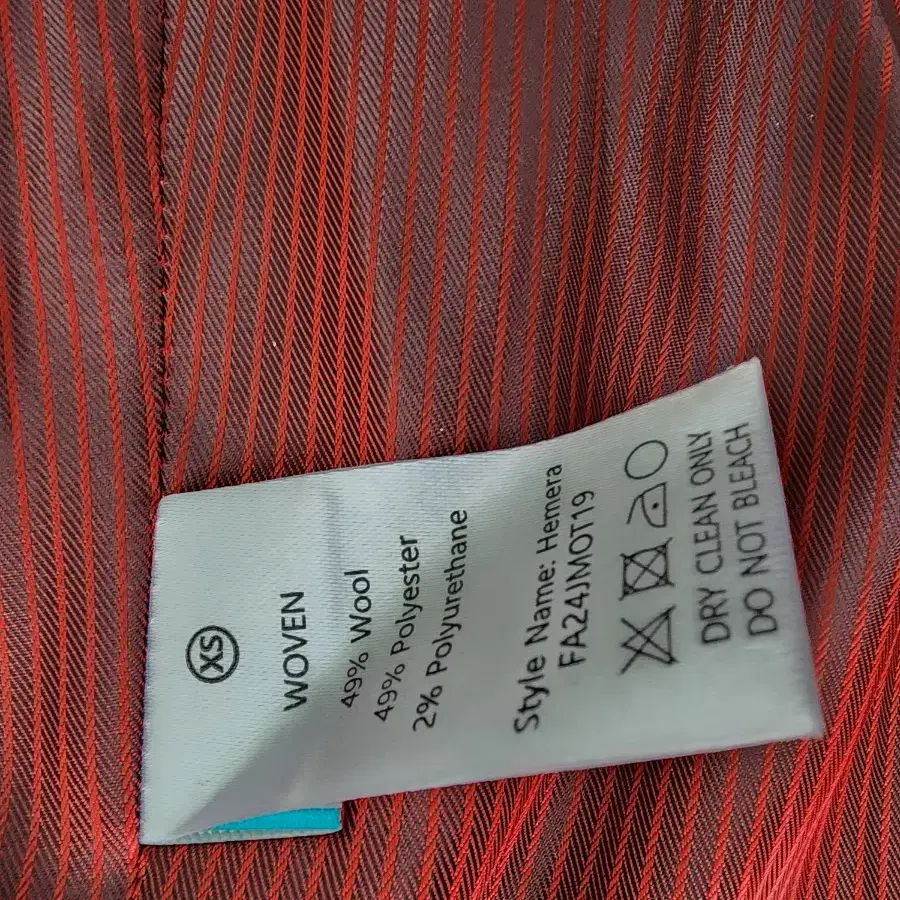 XS
WOVEN
49% Wool
49% Polyester
2% Polyurethane
Style Name: Hemera
FA24JMOT19
DRY CLEAN ONLY
DO NOT BLEACH